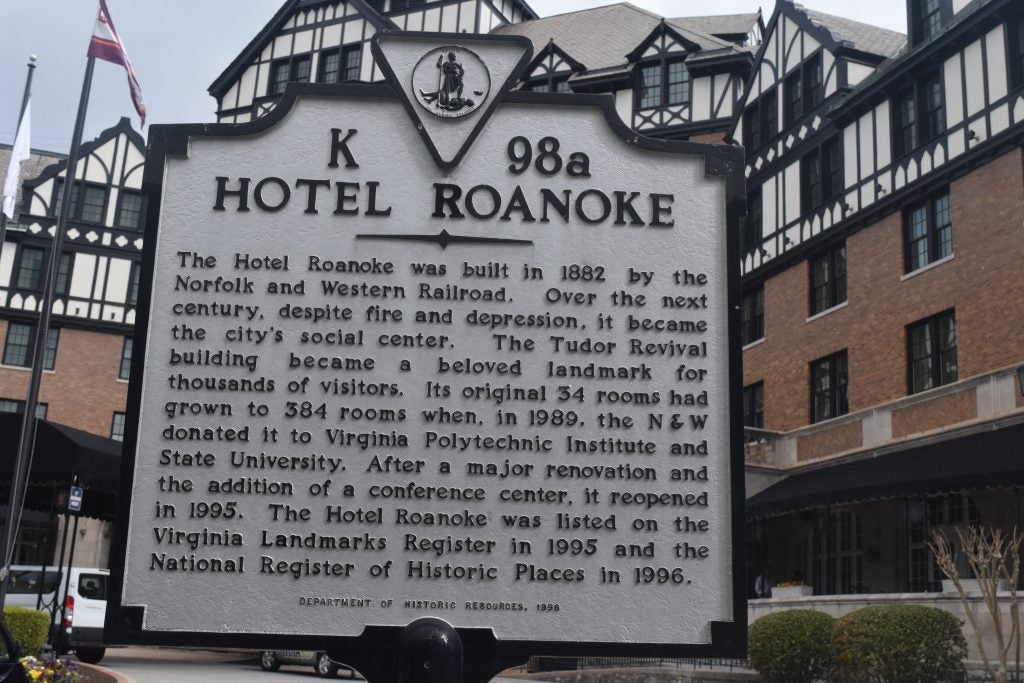 K 98a
HOTEL ROANOKE
The Hotel Roanoke was built in 1882 by the
Norfolk and Western Railroad. Over the next
century, despite fire and depression, it became
the city's social center. The Tudor Revival
building became a beloved landmark for
thousands of visitors. Its original 34 rooms had
grown to 384 rooms when, in 1989, the N&W
donated it to Virginia Polytechnic Institute and
State University. After a major renovation and
the addition of a conference center, it reopened
in 1995. The Hotel Roanoke was listed on the
Virginia Landmarks Register in 1995 and the
National Register of Historic Places in 1996.
DEPARTMENT OF HISTORIC RESOURCES, 1996